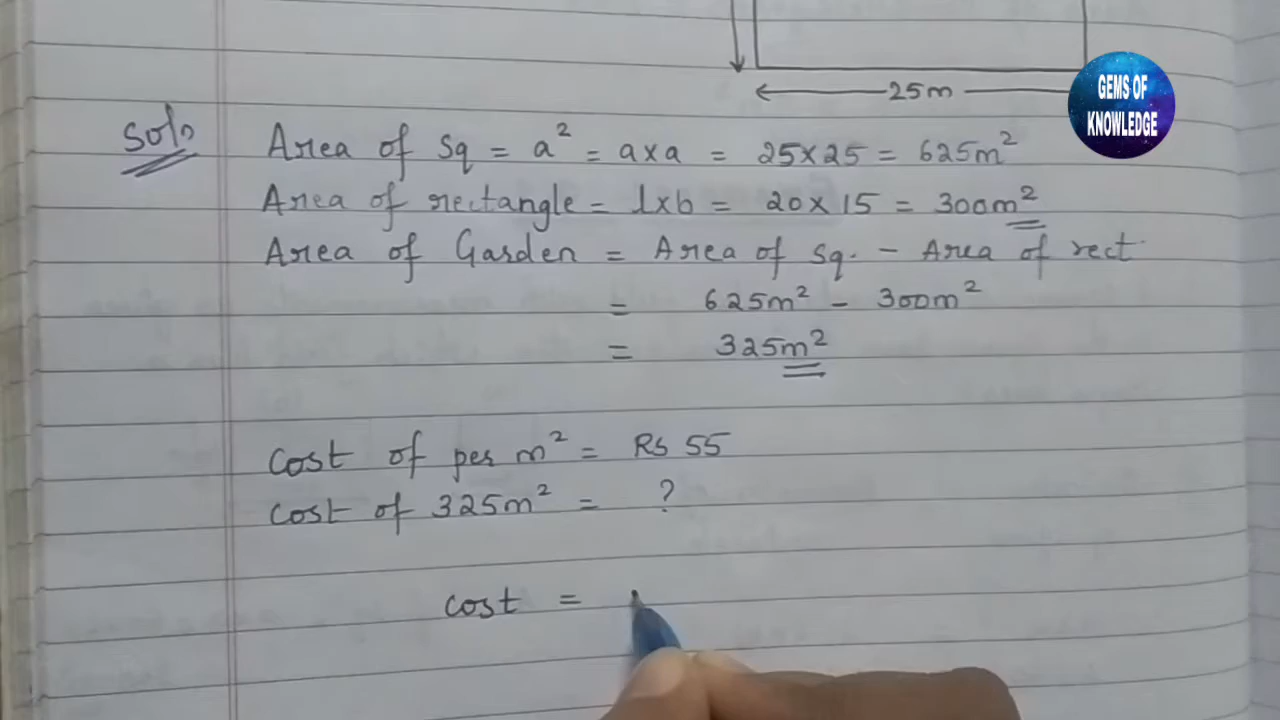 25m
GEMS OF
KNOWLEDGE
Soln
Area of Sq = a² = a×a = 25×25 = 625m²
Area of rectangle = l×b = 20×15 = 300m²
Area of Garden = Area of Sq. - Area of rect.
= 625m² - 300m²
= 325m²
Cost of per m² = RS 55
Cost of 325m² = ?
Cost =